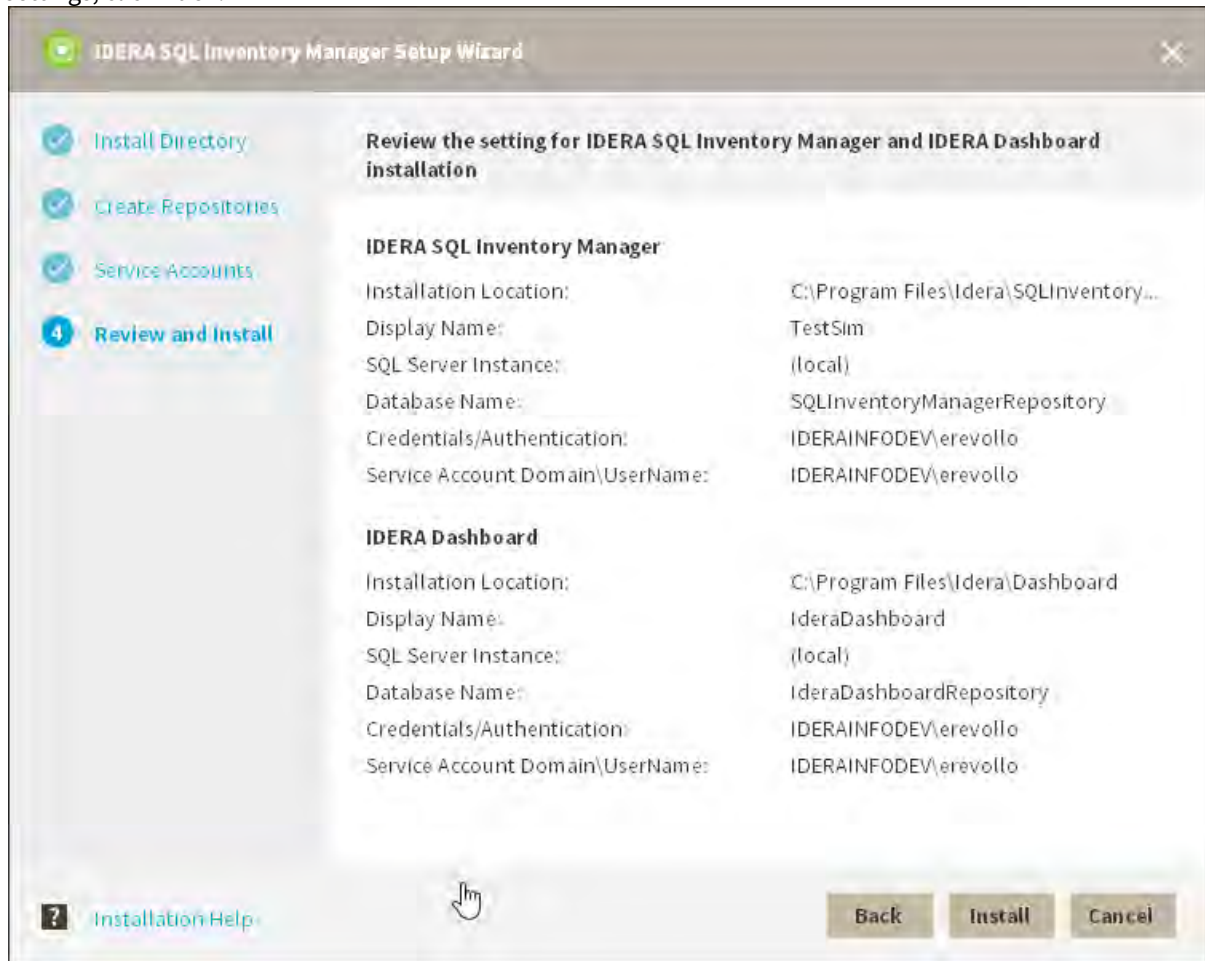 IDERA SQL Inventory Manager Setup Wizard
Install Directory
Create Repositories
Service Accounts
4 Review and Install
Review the setting for IDERA SQL Inventory Manager and IDERA Dashboard
installation
IDERA SQL Inventory Manager
Installation Location: C:\Program Files\Idera\SQLInventory...
Display Name: TestSim
SQL Server Instance: (local)
Database Name: SQLInventoryManagerRepository
Credentials/Authentication: IDERAINFODEV\erevollo
Service Account Domain\UserName: IDERAINFODEV\erevollo
IDERA Dashboard
Installation Location: C:\Program Files\Idera\Dashboard
Display Name: IderaDashboard
SQL Server Instance: (local)
Database Name: IderaDashboardRepository
Credentials/Authentication: IDERAINFODEV\erevollo
Service Account Domain\UserName: IDERAINFODEV\erevollo
? Installation Help
Back Install Cancel